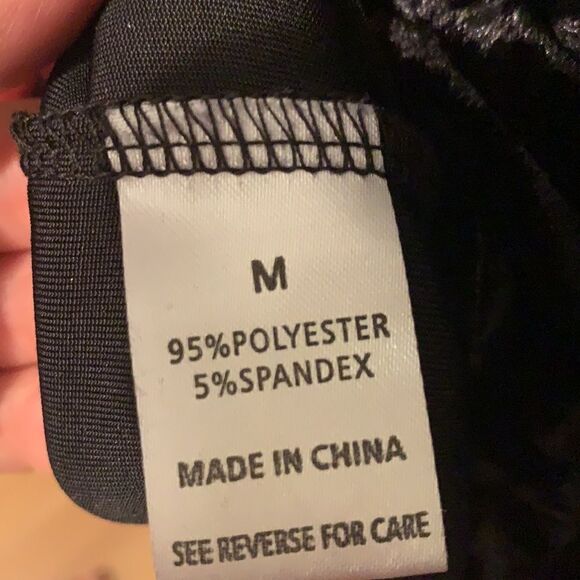 M
95%POLYESTER
5%SPANDEX
MADE IN CHINA
SEE REVERSE FOR CARE